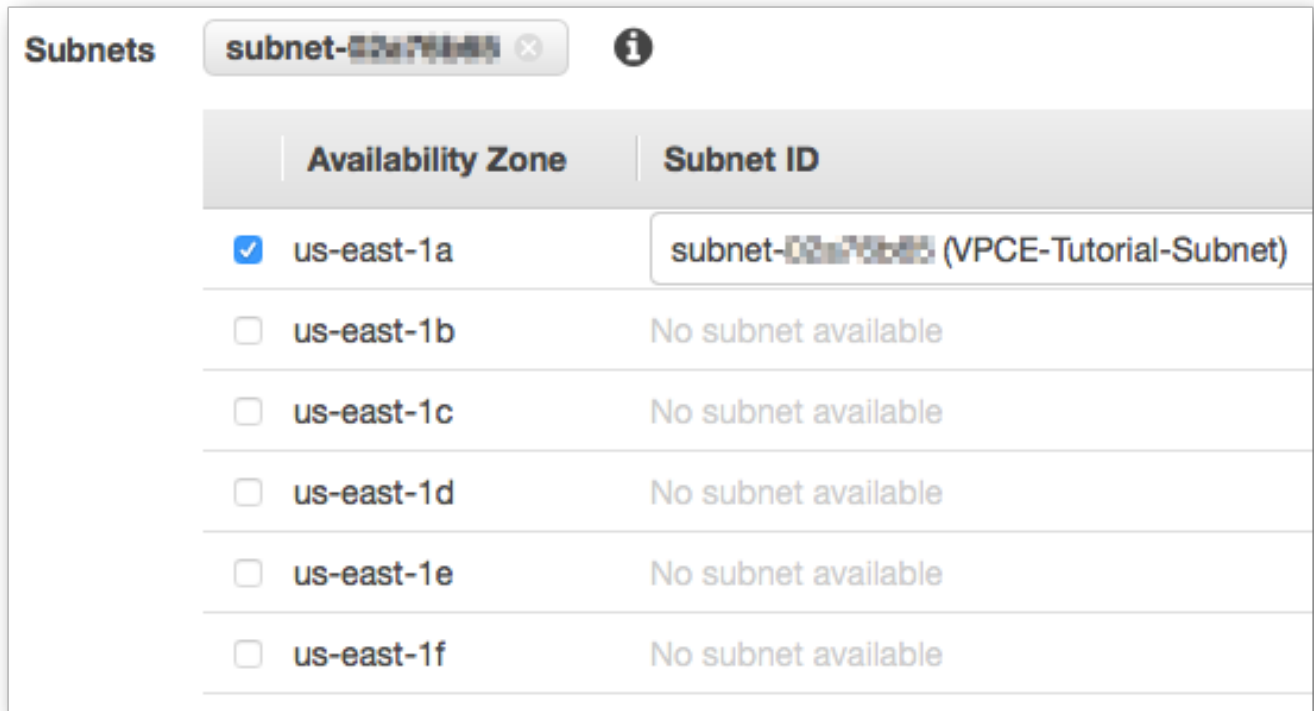 Subnets subnet-
Availability Zone Subnet ID
us-east-1a subnet- (VPCE-Tutorial-Subnet)
us-east-1b No subnet available
us-east-1c No subnet available
us-east-1d No subnet available
us-east-1e No subnet available
us-east-1f No subnet available